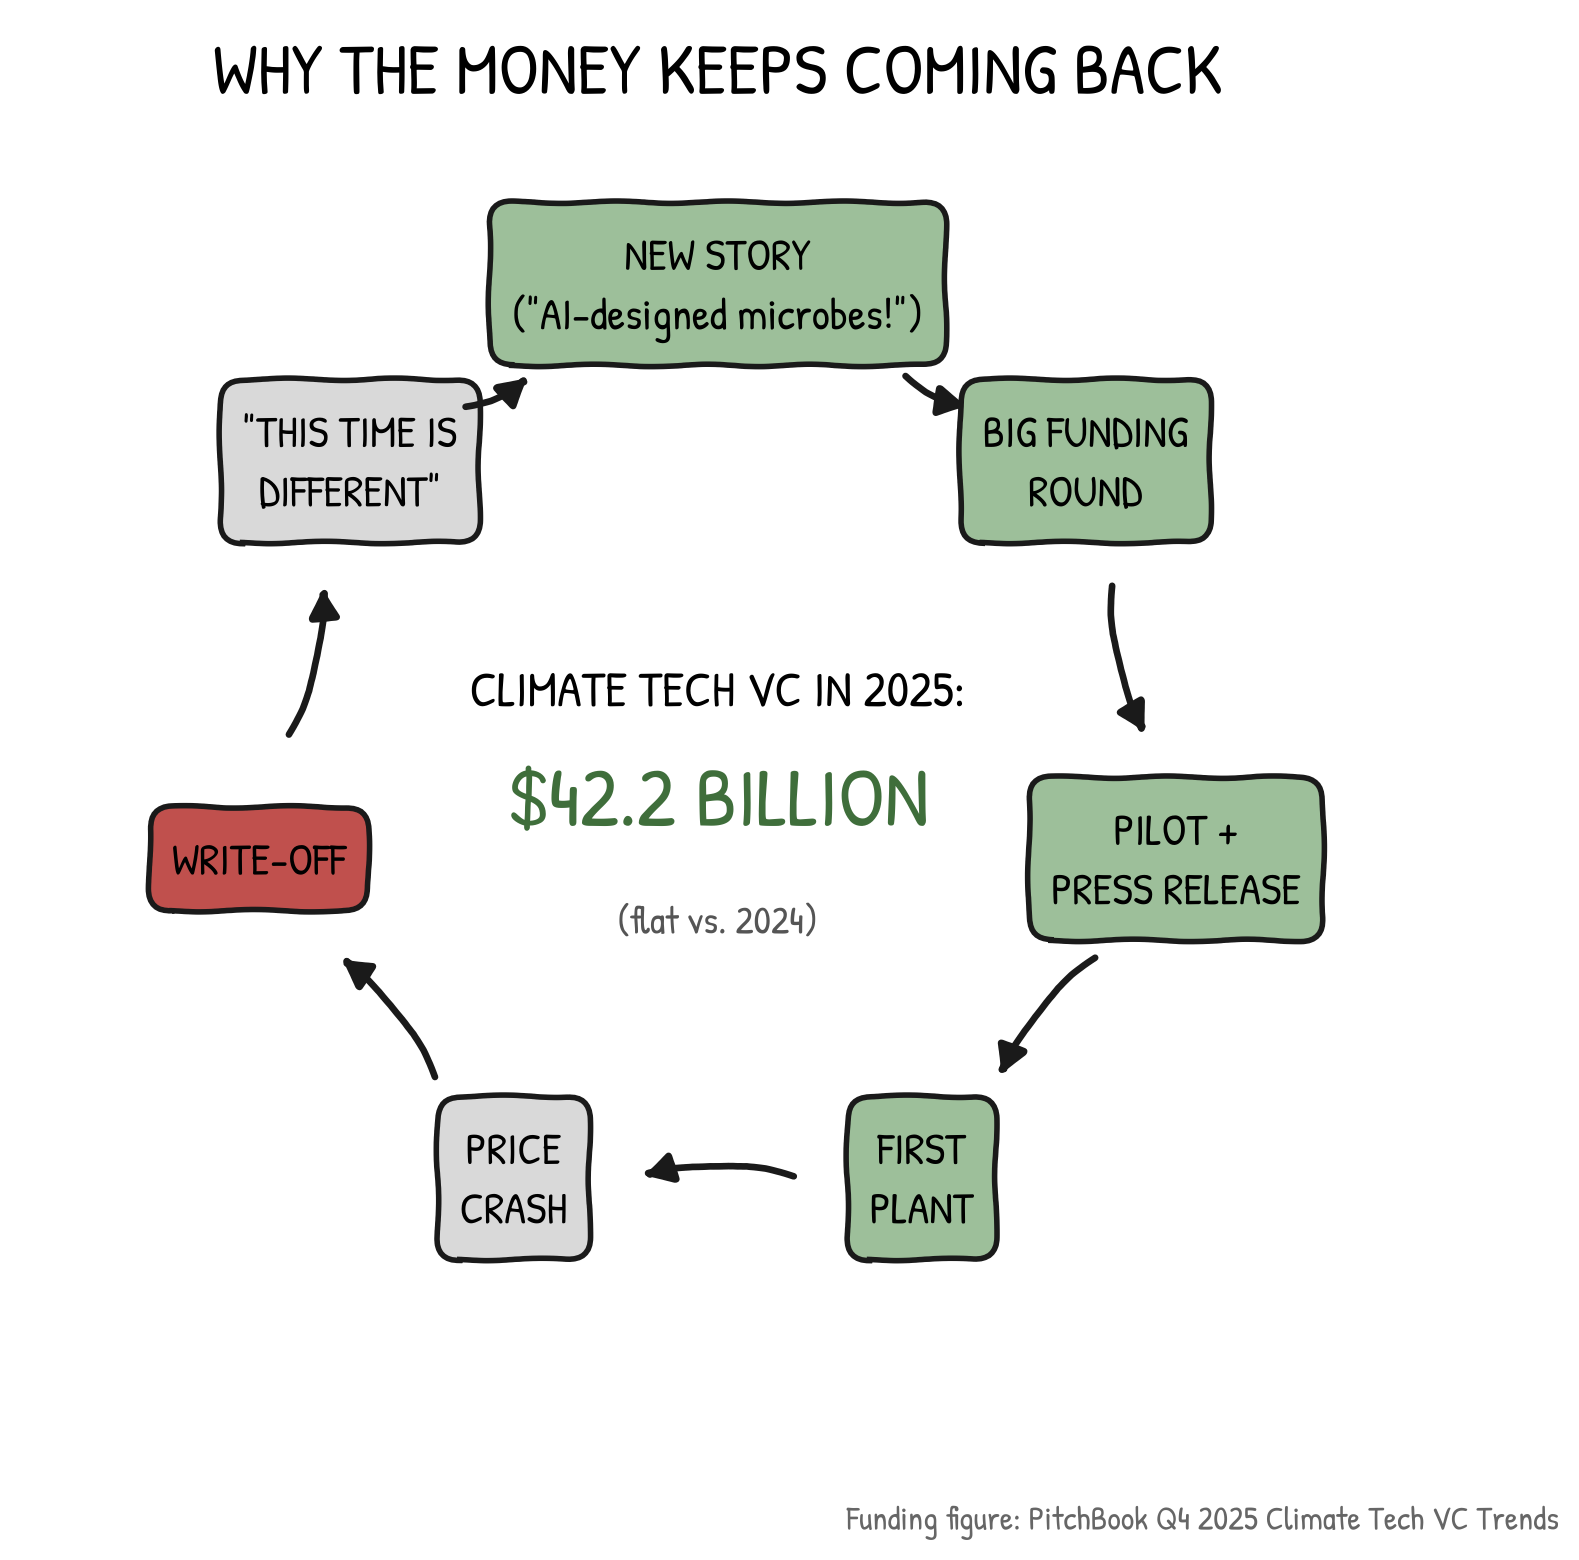 WHY THE MONEY KEEPS COMING BACK
NEW STORY
("AI-designed microbes!")
"THIS TIME IS
DIFFERENT"
BIG FUNDING
ROUND
CLIMATE TECH VC IN 2025:
$42.2 BILLION
(flat vs. 2024)
WRITE-OFF
PILOT +
PRESS RELEASE
PRICE
CRASH
FIRST
PLANT
Funding figure: PitchBook Q4 2025 Climate Tech VC Trends